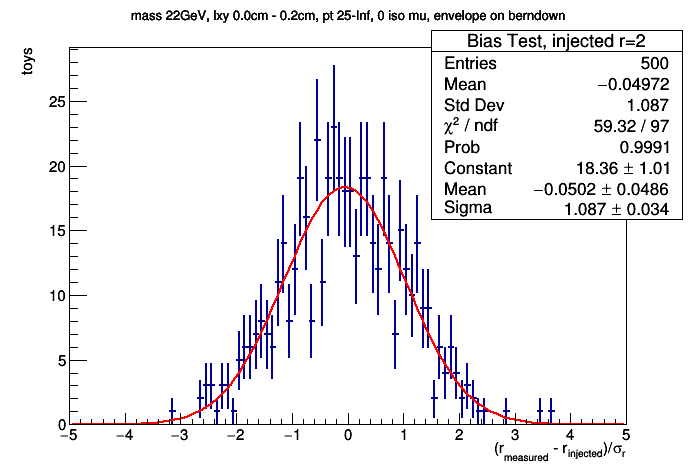 mass 22GeV, lxy 0.0cm - 0.2cm, pt 25-Inf, 0 iso mu, envelope on berndown
toys
Bias Test, injected r=2
Entries 500
Mean −0.04972
Std Dev 1.087
χ² / ndf 59.32 / 97
Prob 0.9991
Constant 18.36 ± 1.01
Mean −0.0502 ± 0.0486
Sigma 1.087 ± 0.034
25
20
15
10
5
0
−5 −4 −3 −2 −1 0 1 2 3 4 5
(r_measured - r_injected)/σ_r